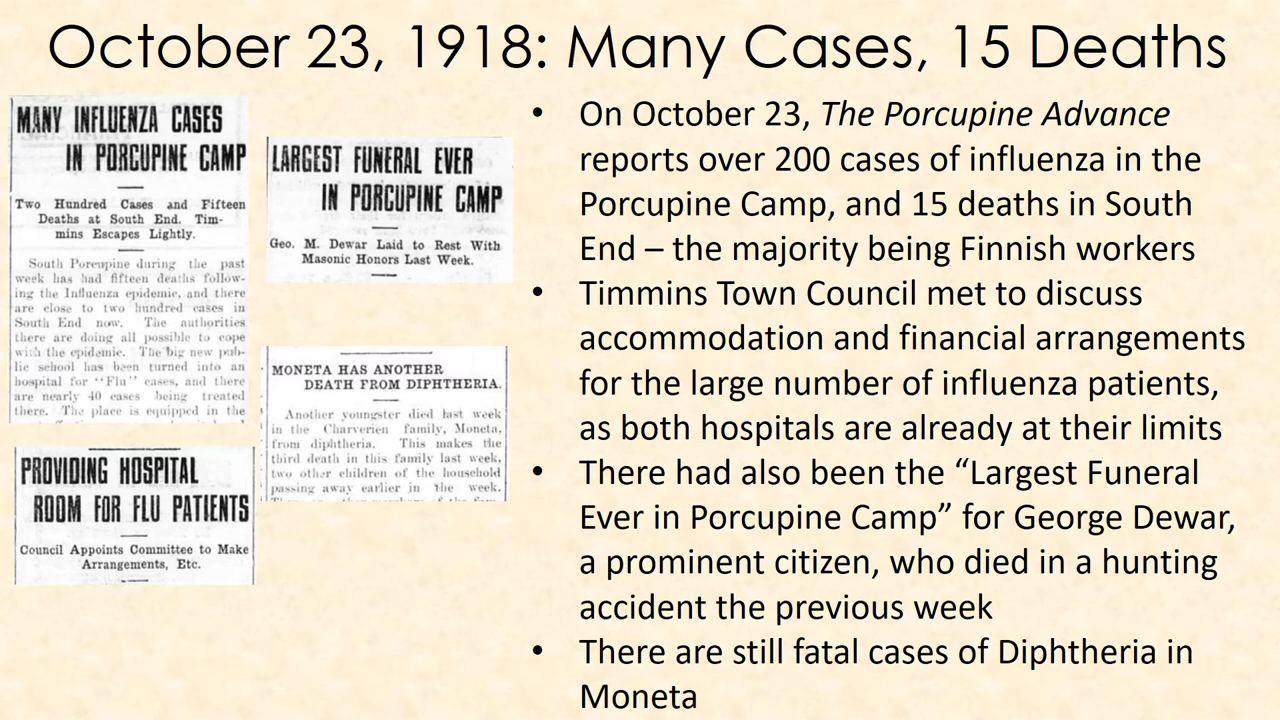 October 23, 1918: Many Cases, 15 Deaths
MANY INFLUENZA CASES
IN PORCUPINE CAMP
Two Hundred Cases and Fifteen
Deaths at South End. Tim-
mins Escapes Lightly.
South Porcupine during the past
week has had fifteen deaths follow-
ing the Influenza epidemic, and there
are close to two hundred cases in
South End now. The authorities
there are doing all possible to cope
with the epidemic. The big new pub-
lic school has been turned into an
hospital for "Flu" cases, and there
are nearly 40 cases being treated
there. The place is equipped in the
PROVIDING HOSPITAL
ROOM FOR FLU PATIENTS
Council Appoints Committee to Make
Arrangements, Etc.
LARGEST FUNERAL EVER
IN PORCUPINE CAMP
Geo. M. Dewar Laid to Rest With
Masonic Honors Last Week.
MONETA HAS ANOTHER
DEATH FROM DIPHTHERIA.
Another youngster died last week
in the Charverien family, Moneta,
from diphtheria. This makes the
third death in this family last week,
two other children of the household
passing away earlier in the week.
• On October 23, The Porcupine Advance
reports over 200 cases of influenza in the
Porcupine Camp, and 15 deaths in South
End – the majority being Finnish workers
• Timmins Town Council met to discuss
accommodation and financial arrangements
for the large number of influenza patients,
as both hospitals are already at their limits
• There had also been the “Largest Funeral
Ever in Porcupine Camp” for George Dewar,
a prominent citizen, who died in a hunting
accident the previous week
• There are still fatal cases of Diphtheria in
Moneta